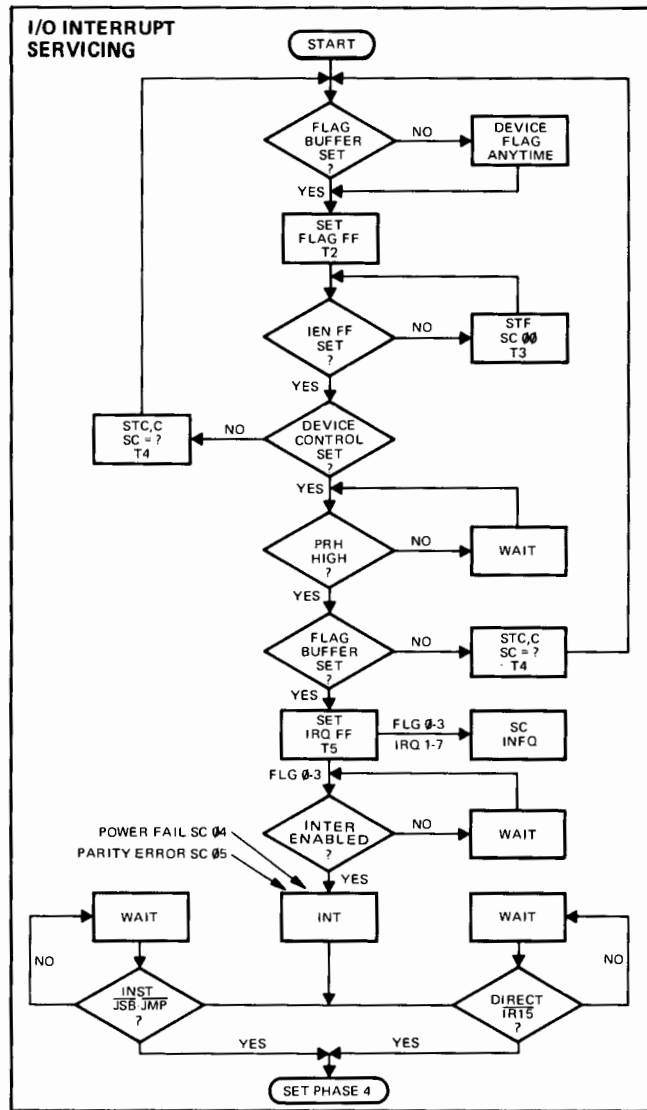 I/O INTERRUPT
SERVICING
START
FLAG
BUFFER
SET
?
NO
DEVICE
FLAG
ANYTIME
YES
SET
FLAG FF
T2
IEN FF
SET
?
NO
STF
SC ØØ
T3
YES
DEVICE
CONTROL
SET
?
NO
STC,C
SC = ?
T4
YES
PRH
HIGH
?
NO
WAIT
YES
FLAG
BUFFER
SET
?
NO
STC,C
SC = ?
T4
YES
SET
IRQ FF
T5
FLG Ø-3
IRQ 1-7
SC
INFQ
FLG Ø-3
INTER
ENABLED
?
NO
WAIT
POWER FAIL SC Ø4
PARITY ERROR SC Ø5
YES
WAIT
INT
WAIT
NO
INST
JSB·JMP
?
DIRECT
IR15
?
NO
YES
YES
SET PHASE 4